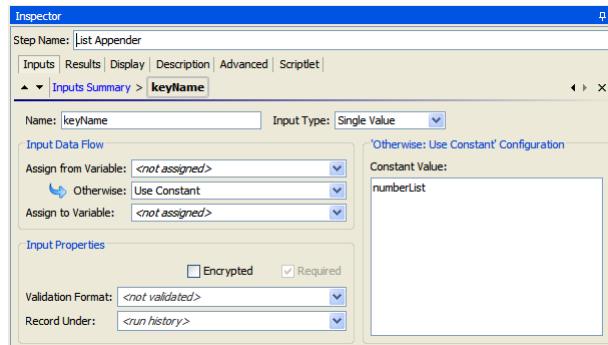 Inspector
Step Name: List Appender
Inputs Results Display Description Advanced Scriptlet
Inputs Summary > keyName
Name: keyName Input Type: Single Value
Input Data Flow
Assign from Variable: <not assigned>
Otherwise: Use Constant
Assign to Variable: <not assigned>
'Otherwise: Use Constant' Configuration
Constant Value:
numberList
Input Properties
Encrypted Required
Validation Format: <not validated>
Record Under: <run history>